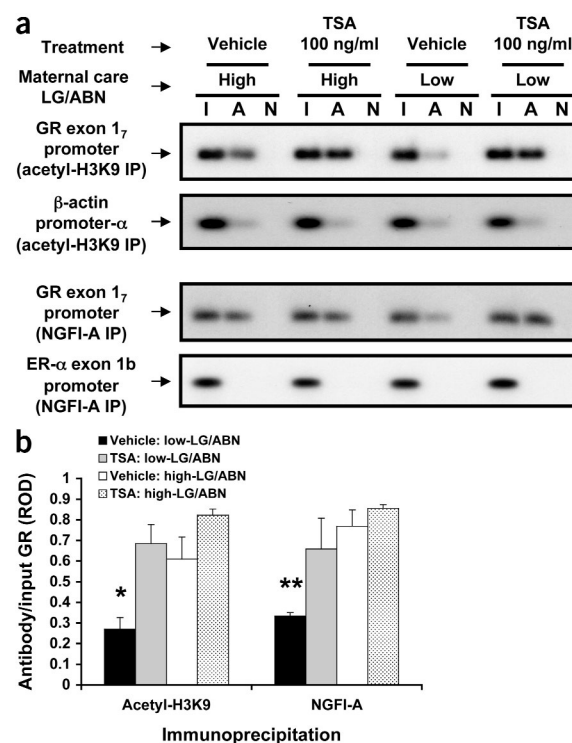 a
Treatment Vehicle TSA 100 ng/ml Vehicle TSA 100 ng/ml
Maternal care LG/ABN High High Low Low
I A N I A N I A N I A N
GR exon 1₇
promoter
(acetyl-H3K9 IP)
β-actin
promoter-α
(acetyl-H3K9 IP)
GR exon 1₇
promoter
(NGFI-A IP)
ER-α exon 1b
promoter
(NGFI-A IP)
b
Vehicle: low-LG/ABN
TSA: low-LG/ABN
Vehicle: high-LG/ABN
TSA: high-LG/ABN
Antibody/input GR (ROD)
1
0.9
0.8
0.7
0.6
0.5
0.4
0.3
0.2
0.1
0
*
**
Acetyl-H3K9 NGFI-A
Immunoprecipitation